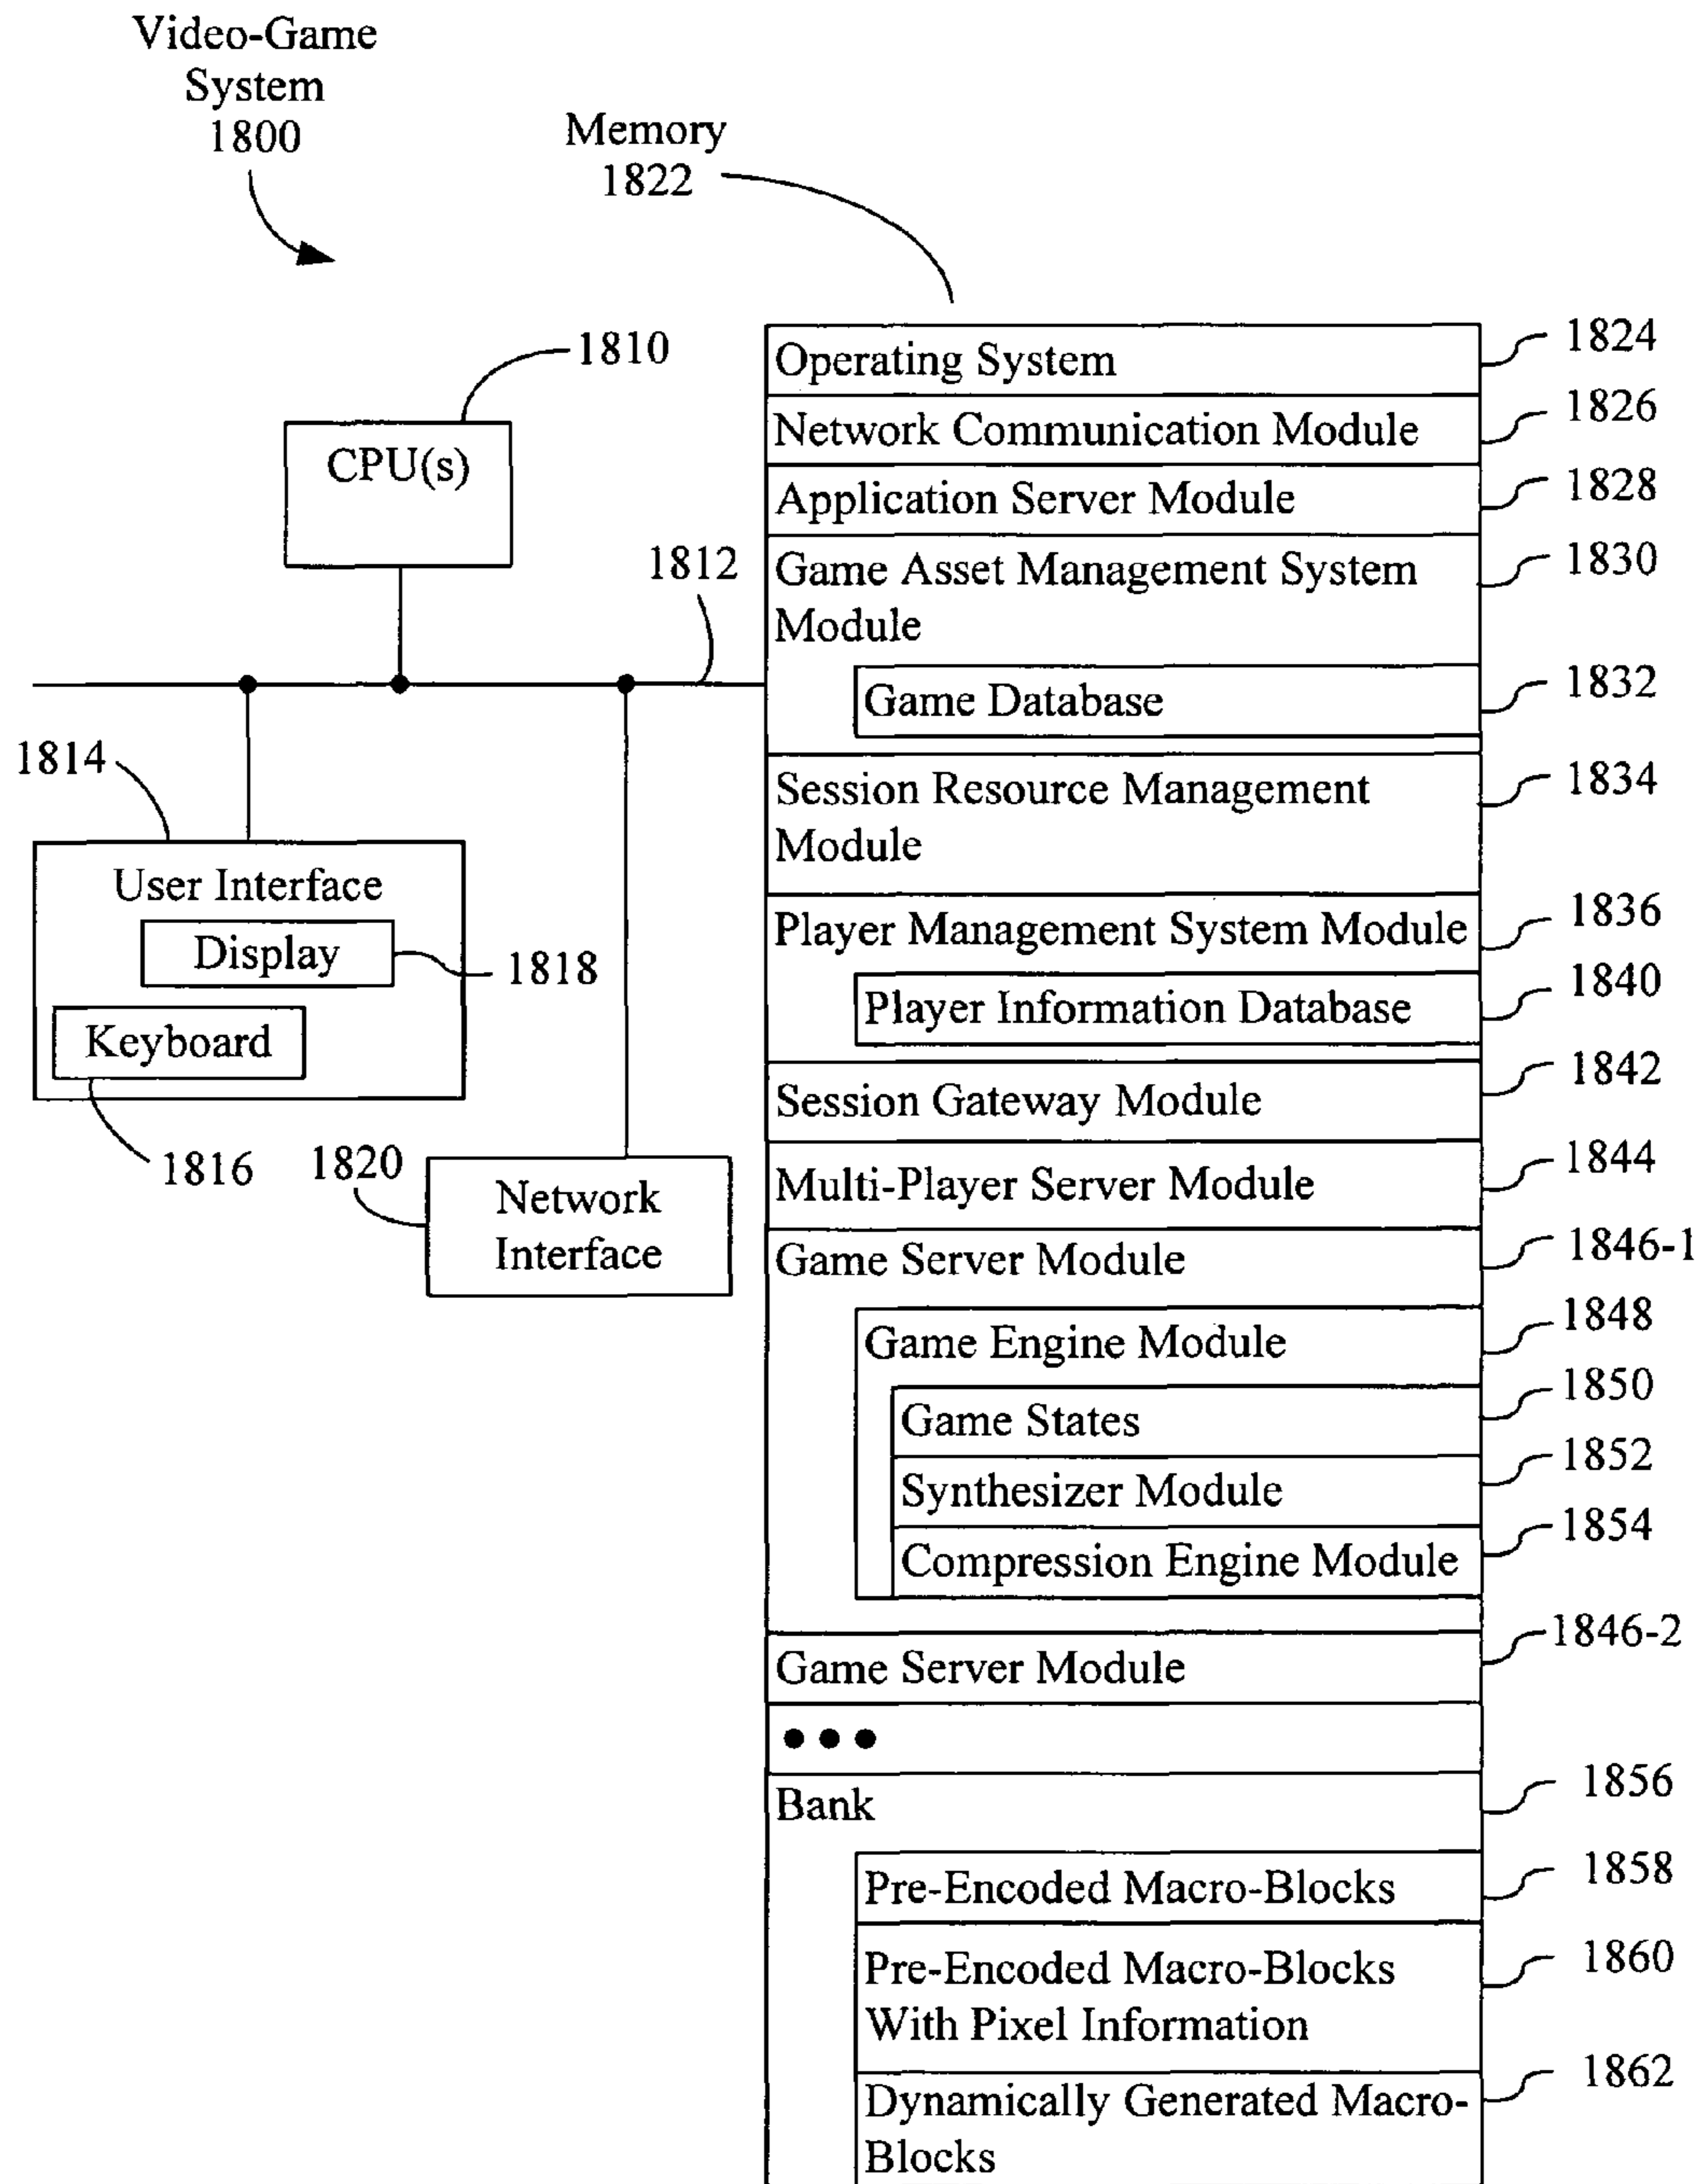 Video-Game
System
1800
Memory
1822
1810
CPU(s)
1812
1814
User Interface
Display
1818
Keyboard
1816
1820
Network
Interface
Operating System
1824
Network Communication Module
1826
Application Server Module
1828
Game Asset Management System
Module
1830
Game Database
1832
Session Resource Management
Module
1834
Player Management System Module
1836
Player Information Database
1840
Session Gateway Module
1842
Multi-Player Server Module
1844
Game Server Module
1846-1
Game Engine Module
1848
Game States
1850
Synthesizer Module
1852
Compression Engine Module
1854
Game Server Module
1846-2
•••
Bank
1856
Pre-Encoded Macro-Blocks
1858
Pre-Encoded Macro-Blocks
With Pixel Information
1860
Dynamically Generated Macro-
Blocks
1862